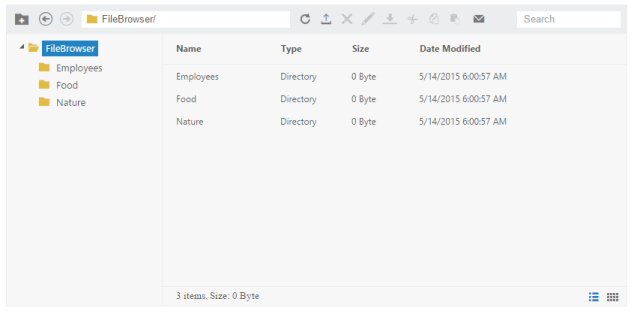 FileBrowser/ Search
FileBrowser
Employees
Food
Nature
Name Type Size Date Modified
Employees Directory 0 Byte 5/14/2015 6:00:57 AM
Food Directory 0 Byte 5/14/2015 6:00:57 AM
Nature Directory 0 Byte 5/14/2015 6:00:57 AM
3 items, Size: 0 Byte